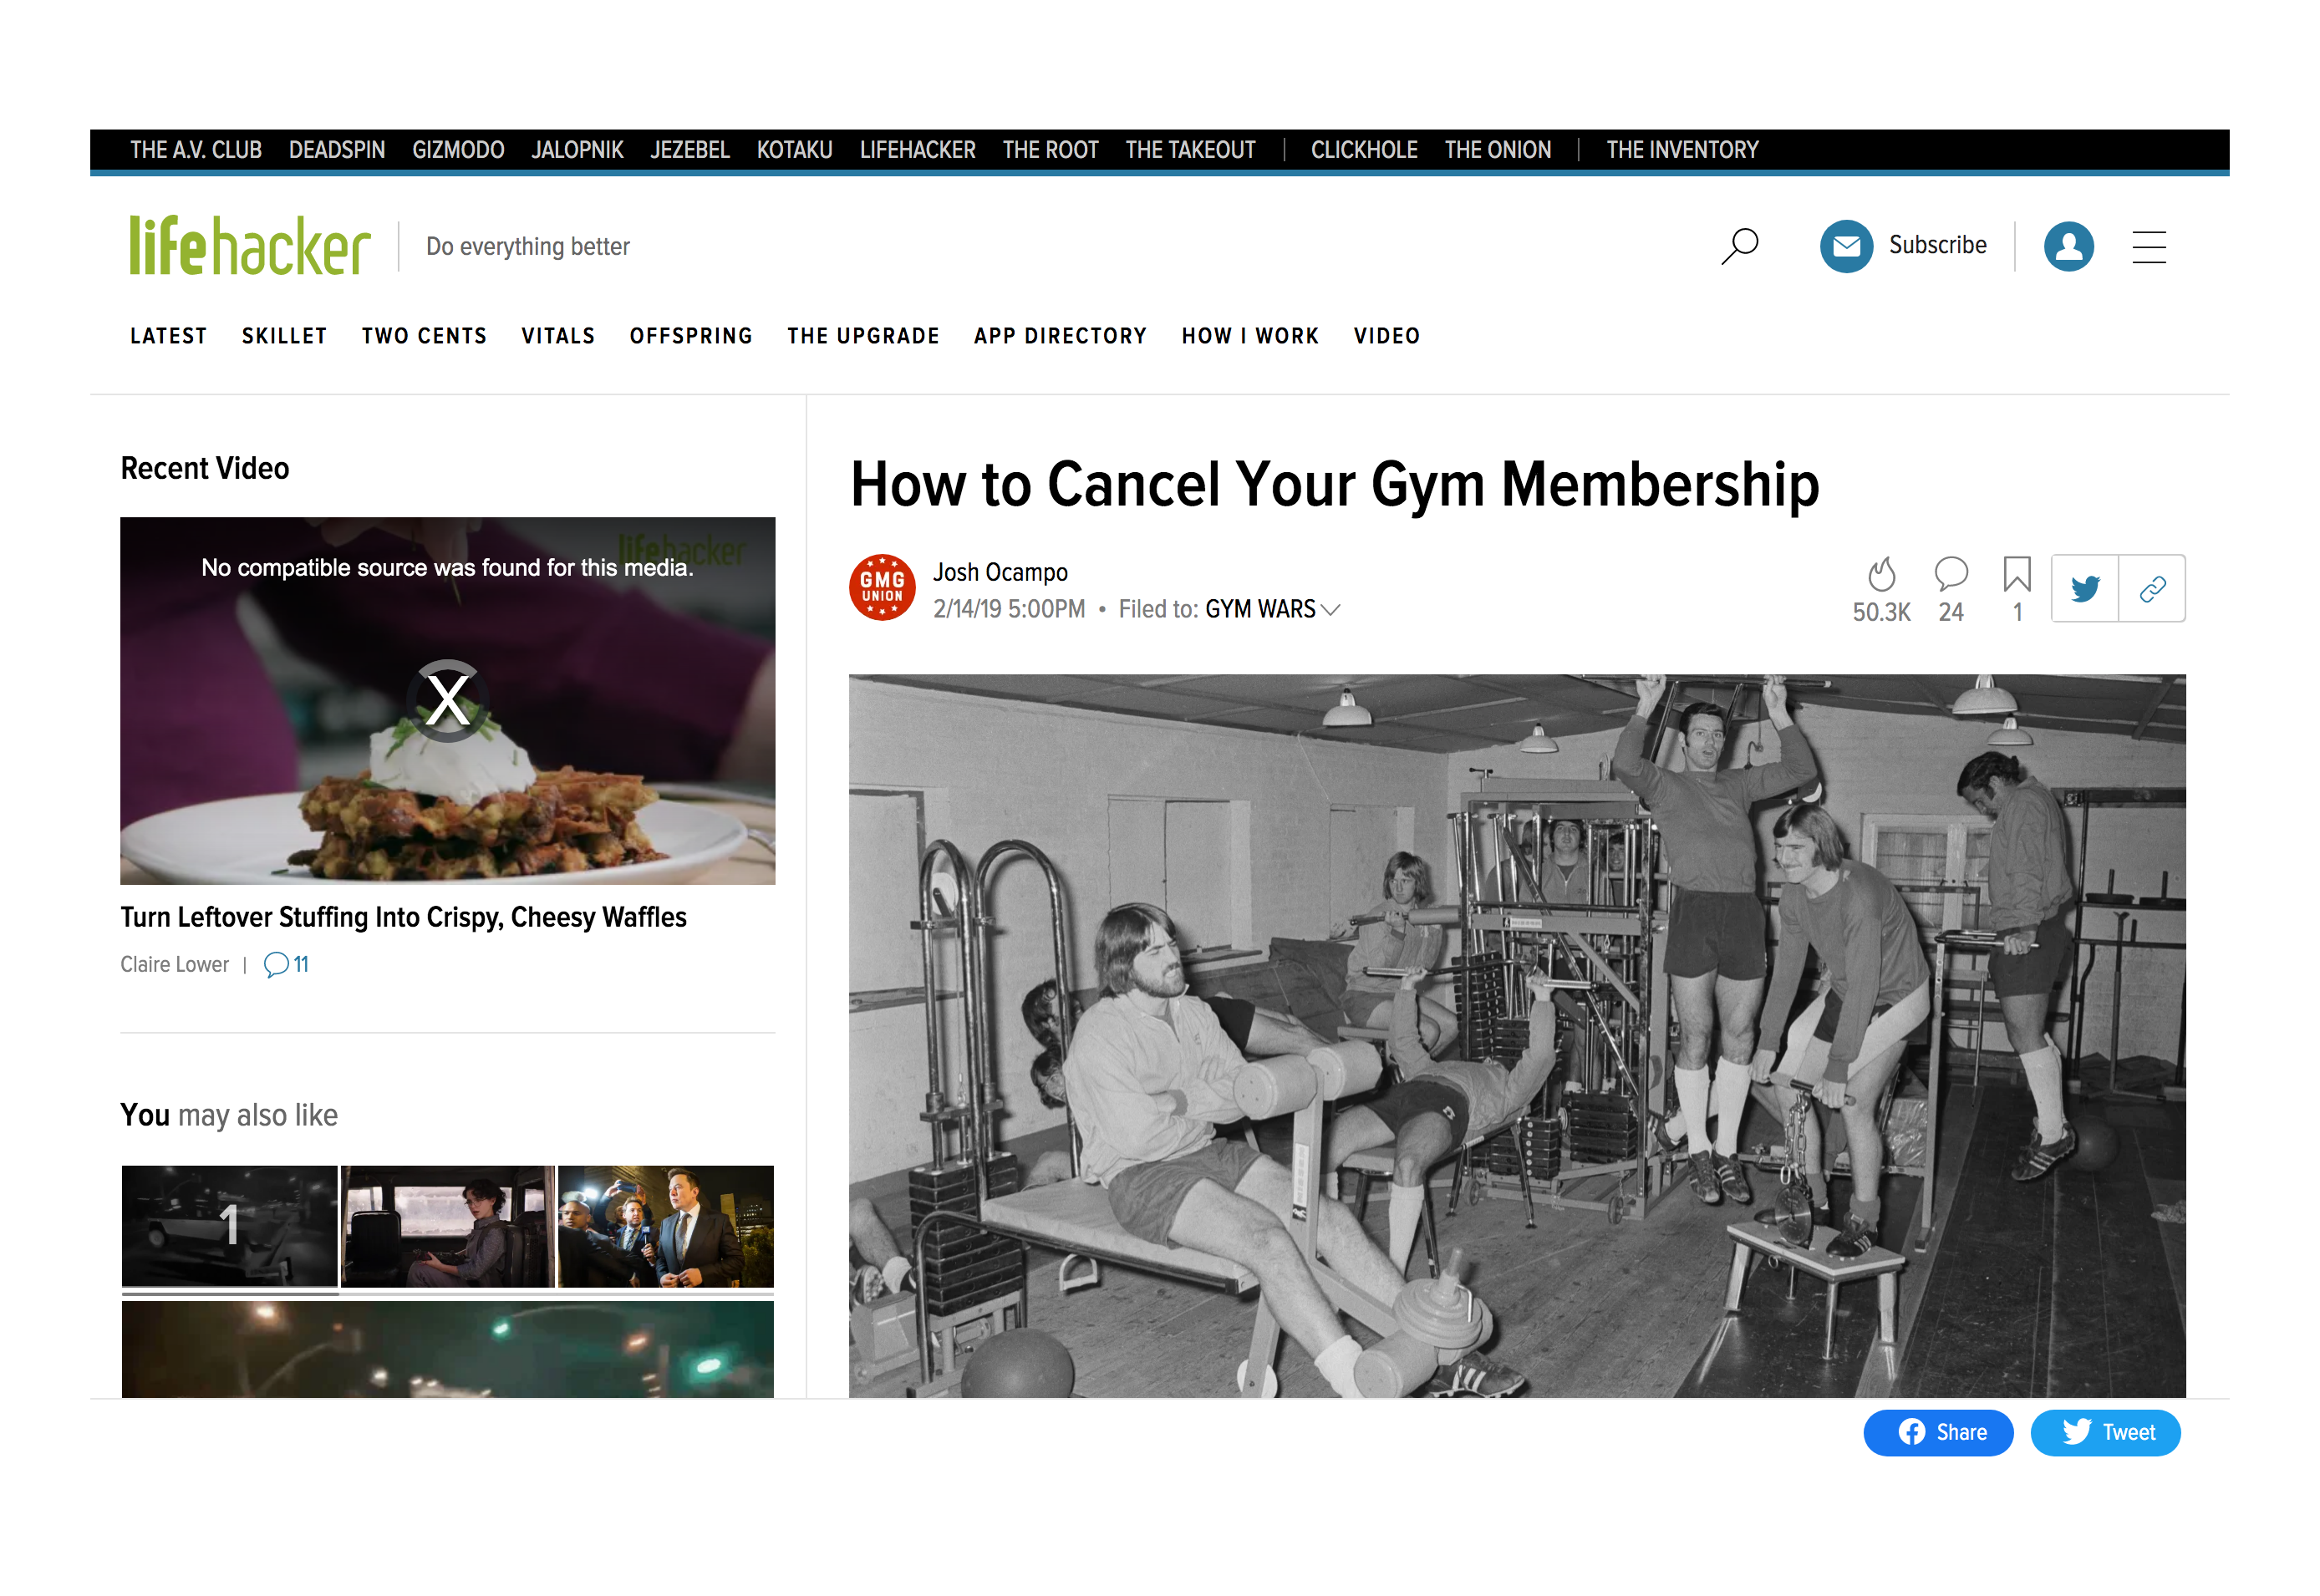 THE A.V. CLUB DEADSPIN GIZMODO JALOPNIK JEZEBEL KOTAKU LIFEHACKER THE ROOT THE TAKEOUT | CLICKHOLE THE ONION | THE INVENTORY
lifehacker | Do everything better
Subscribe
LATEST SKILLET TWO CENTS VITALS OFFSPRING THE UPGRADE APP DIRECTORY HOW I WORK VIDEO
Recent Video
lifehacker
No compatible source was found for this media.
X
Turn Leftover Stuffing Into Crispy, Cheesy Waffles
Claire Lower | 11
You may also like
1
How to Cancel Your Gym Membership
GMG
UNION
Josh Ocampo
2/14/19 5:00PM • Filed to: GYM WARS
50.3K 24 1
Share Tweet